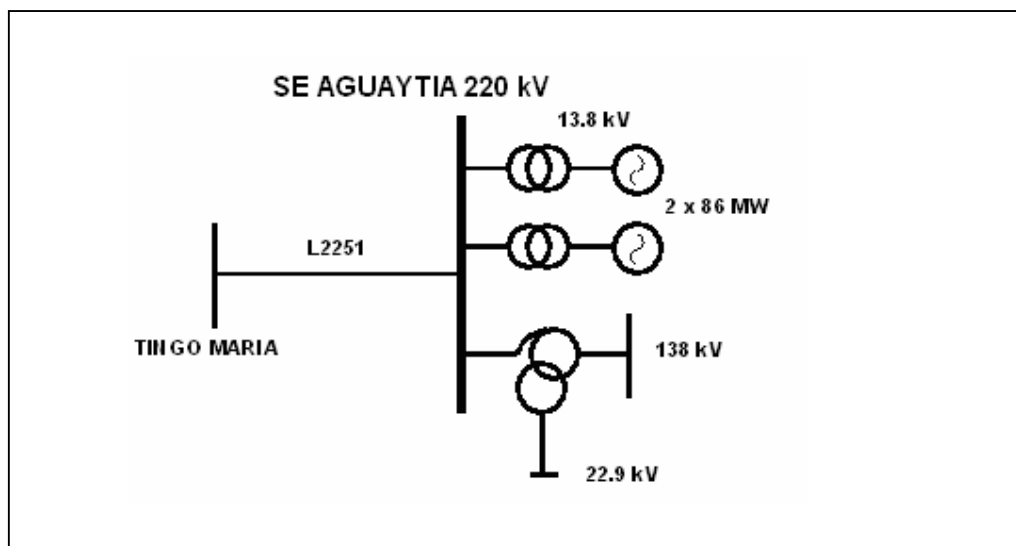 SE AGUAYTIA 220 kV
13.8 kV
2 x 86 MW
L2251
TINGO MARIA
138 kV
22.9 kV